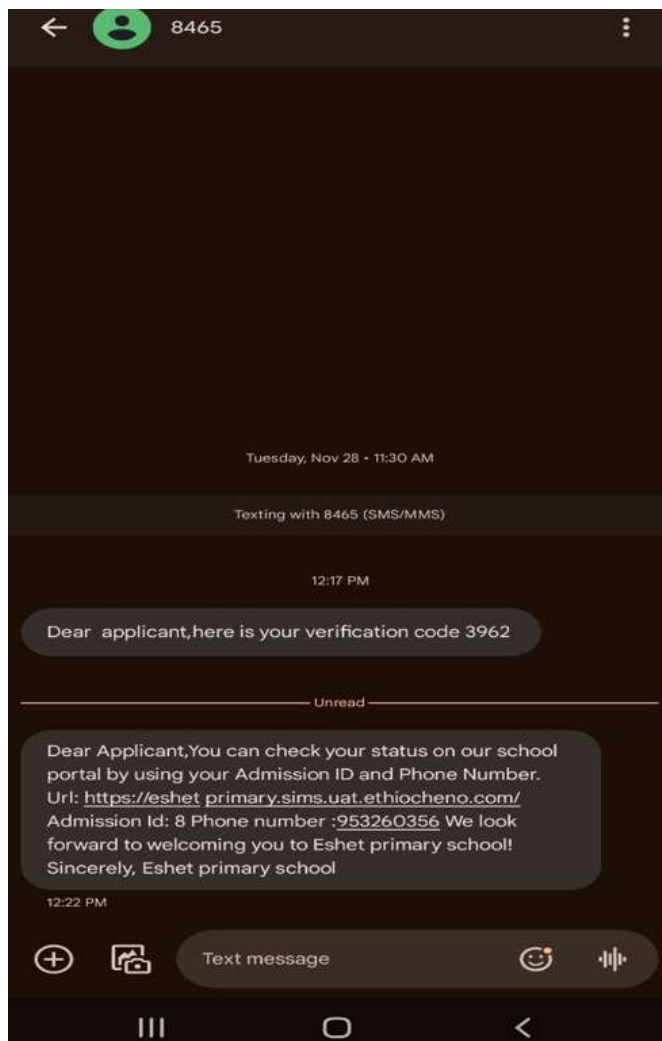 8465
Tuesday, Nov 28 • 11:30 AM
Texting with 8465 (SMS/MMS)
12:17 PM
Dear applicant,here is your verification code 3962
Unread
Dear Applicant,You can check your status on our school
portal by using your Admission ID and Phone Number.
Url: https://eshet primary.sims.uat.ethiocheno.com/
Admission Id: 8 Phone number :953260356 We look
forward to welcoming you to Eshet primary school!
Sincerely, Eshet primary school
12:22 PM
Text message